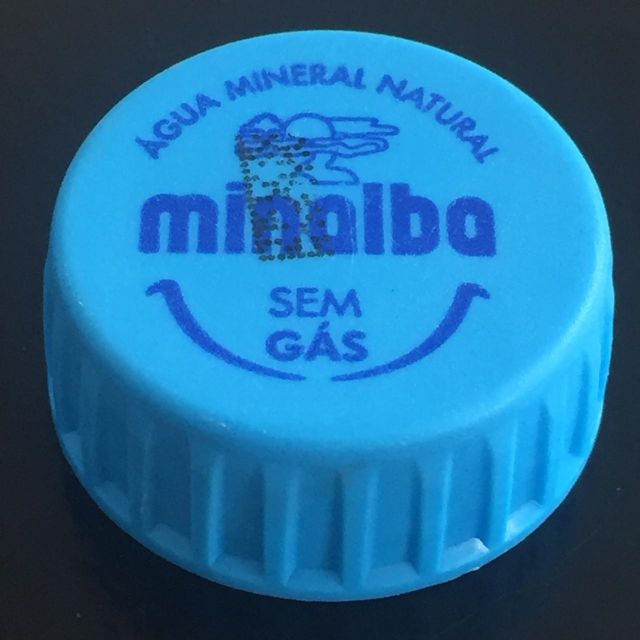 ÁGUA MINERAL NATURAL
minalba
SEM
GÁS